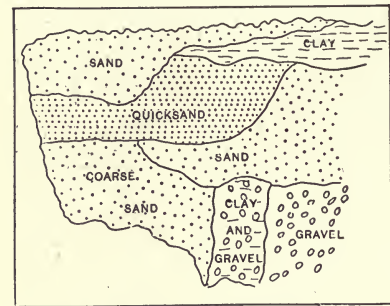 CLAY
SAND
QUICKSAND
SAND
COARSE
SAND
CLAY
AND
GRAVEL
GRAVEL